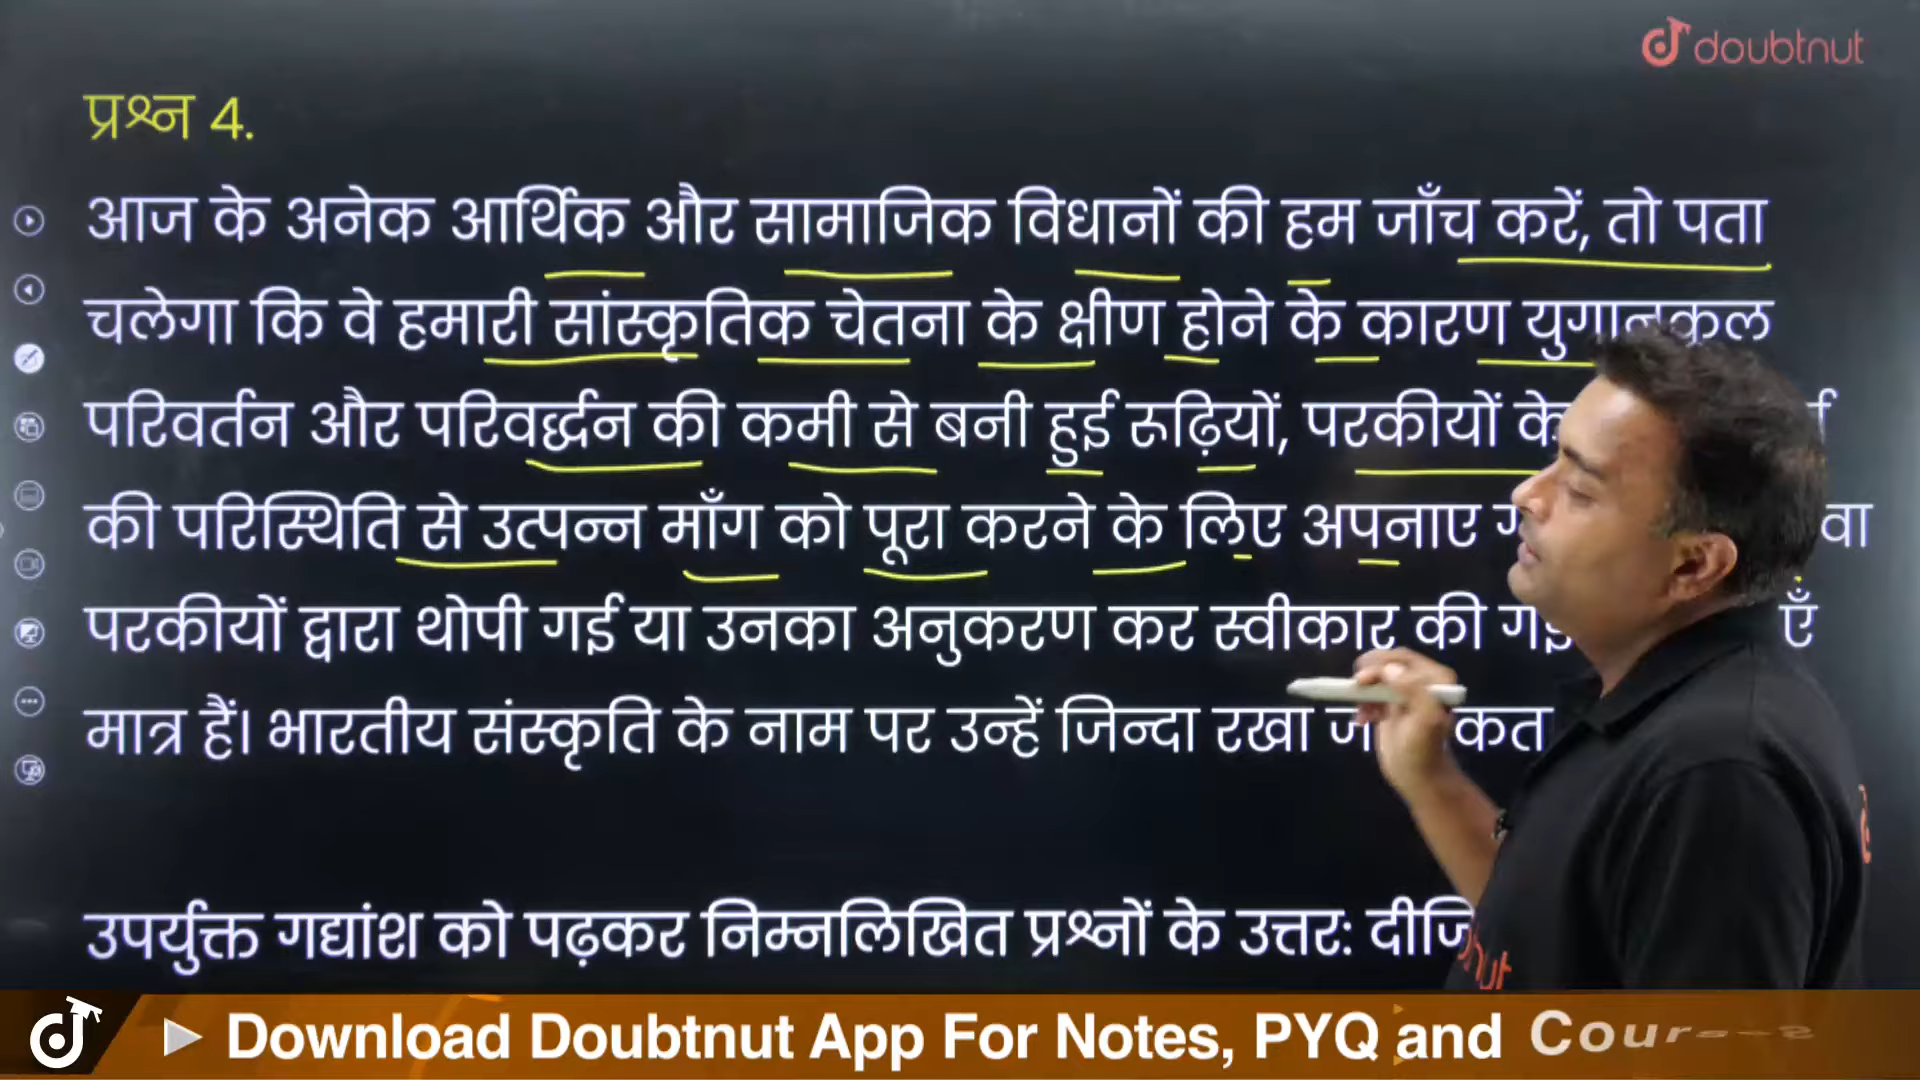 doubtnut
प्रश्न 4.
आज के अनेक आर्थिक और सामाजिक विधानों की हम जाँच करें, तो पता
चलेगा कि वे हमारी सांस्कृतिक चेतना के क्षीण होने के कारण युगानुकूल
परिवर्तन और परिवर्द्धन की कमी से बनी हुई रूढ़ियों, परकीयों के
की परिस्थिति से उत्पन्न माँग को पूरा करने के लिए अपनाए
परकीयों द्वारा थोपी गई या उनका अनुकरण कर स्वीकार की
मात्र हैं। भारतीय संस्कृति के नाम पर उन्हें जिन्दा रखा
उपर्युक्त गद्यांश को पढ़कर निम्नलिखित प्रश्नों के उत्तर:
Download Doubtnut App For Notes, PYQ and